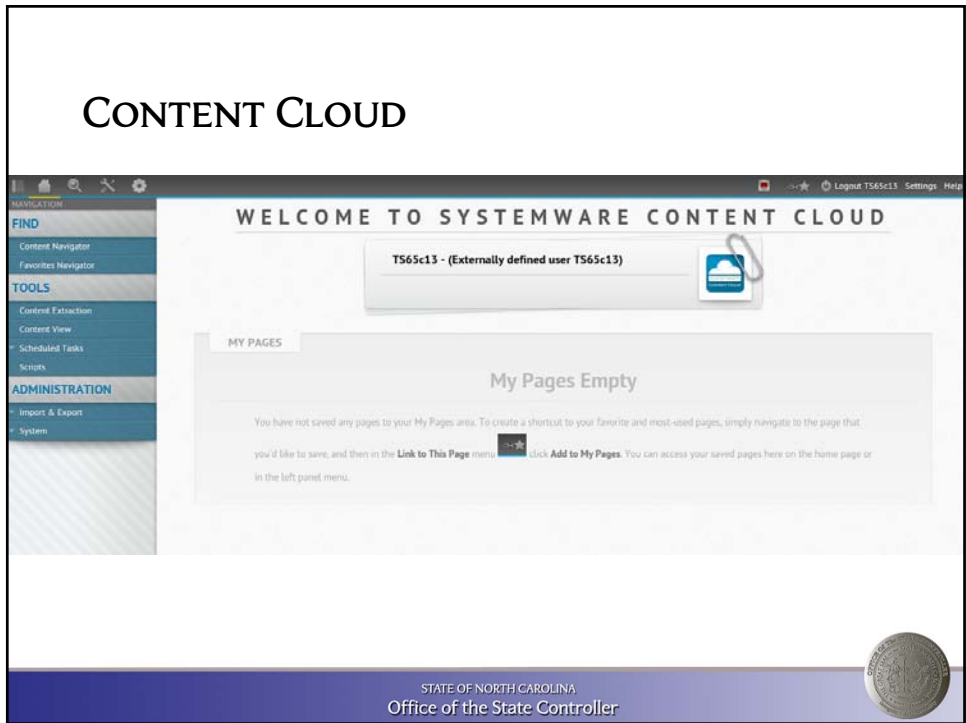 CONTENT CLOUD
Logout TS65c13 Settings Help
NAVIGATION
FIND
Content Navigator
Favorites Navigator
TOOLS
Content Extraction
Content View
Scheduled Tasks
Scripts
ADMINISTRATION
Import & Export
System
WELCOME TO SYSTEMWARE CONTENT CLOUD
TS65c13 - (Externally defined user TS65c13)
MY PAGES
My Pages Empty
You have not saved any pages to your My Pages area. To create a shortcut to your favorite and most-used pages, simply navigate to the page that
you'd like to save, and then in the Link to This Page menu click Add to My Pages. You can access your saved pages here on the home page or
in the left panel menu.
STATE OF NORTH CAROLINA
Office of the State Controller